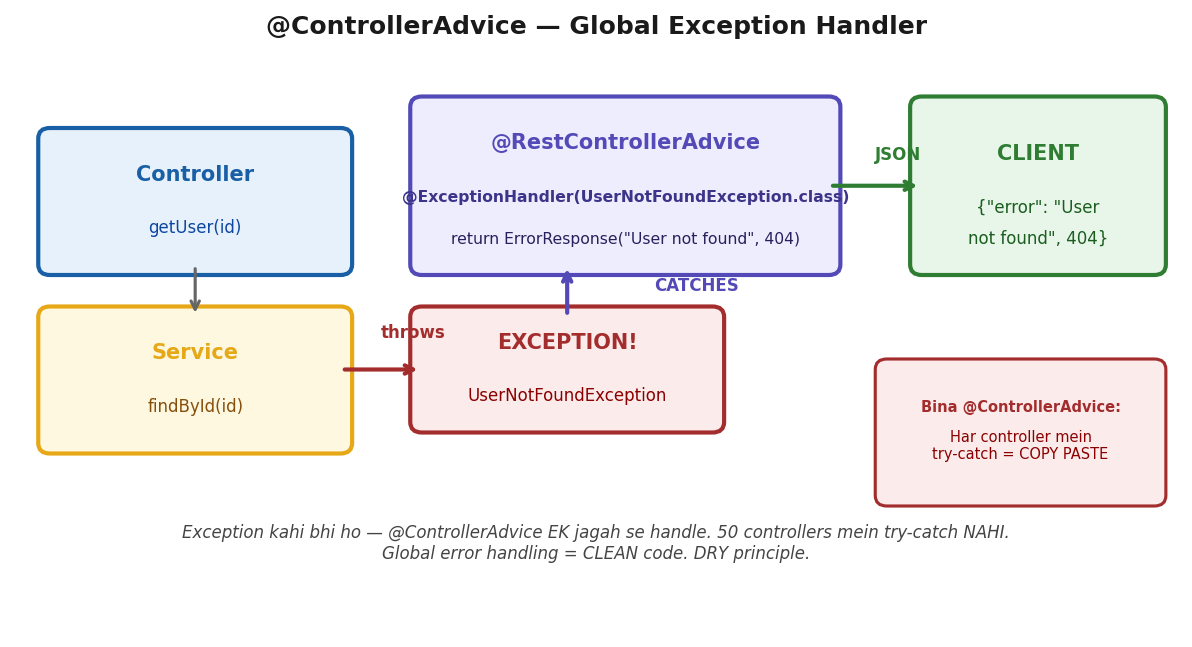 @ControllerAdvice — Global Exception Handler
Controller
getUser(id)
@RestControllerAdvice
@ExceptionHandler(UserNotFoundException.class)
return ErrorResponse("User not found", 404)
JSON
CLIENT
{"error": "User
not found", 404}
CATCHES
Service
findById(id)
throws
EXCEPTION!
UserNotFoundException
Bina @ControllerAdvice:
Har controller mein
try-catch = COPY PASTE
Exception kahi bhi ho — @ControllerAdvice EK jagah se handle. 50 controllers mein try-catch NAHI.
Global error handling = CLEAN code. DRY principle.